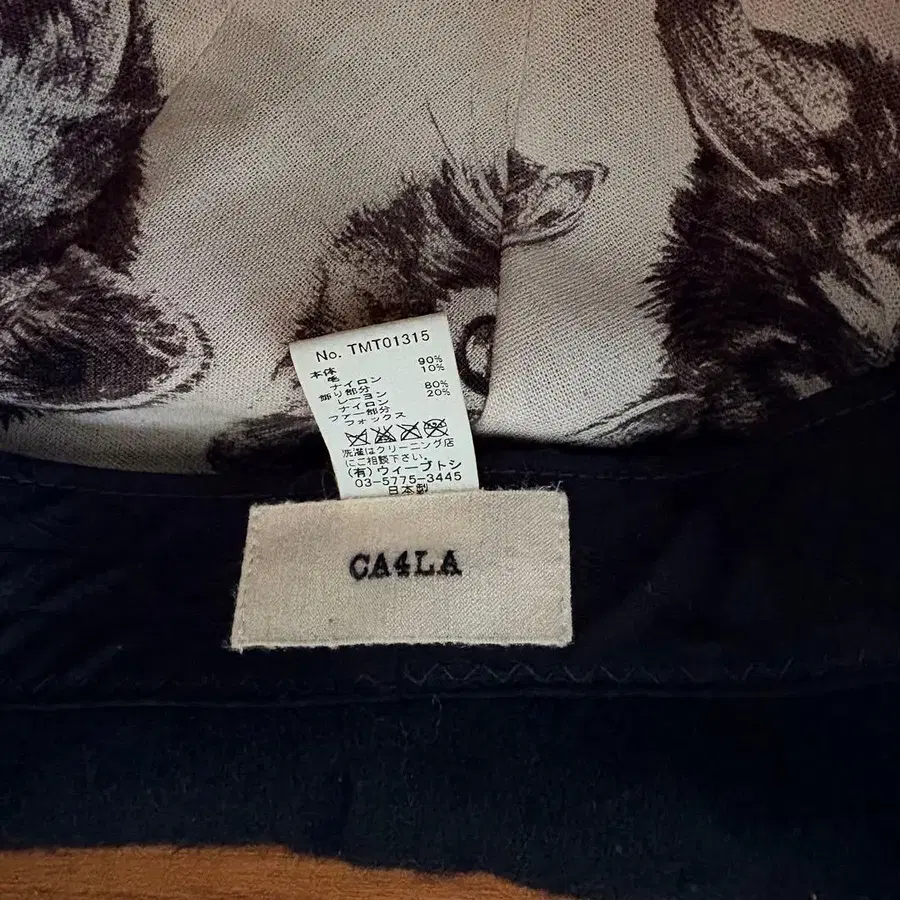 No. TMT01315
本体
毛 90%
ナイロン 10%
飾り部分
レーヨン 80%
ナイロン 20%
ファー部分
フォックス
洗濯はクリーニング店
にご相談下さい。
(有)ウィーブトシ
03-5775-3445
日本製
CA4LA